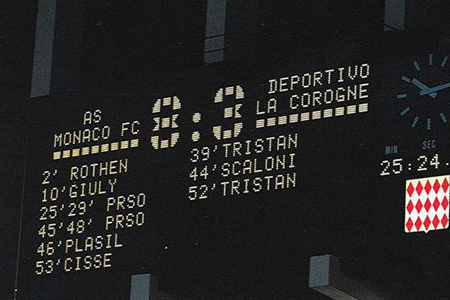 AS
MONACO FC
8:3
DEPORTIVO
LA COROGNE
2' ROTHEN
10'GIULY
25'29' PRSO
45'48' PRSO
46'PLASIL
53'CISSE
39'TRISTAN
44'SCALONI
52'TRISTAN
MIN SEC
25:24.